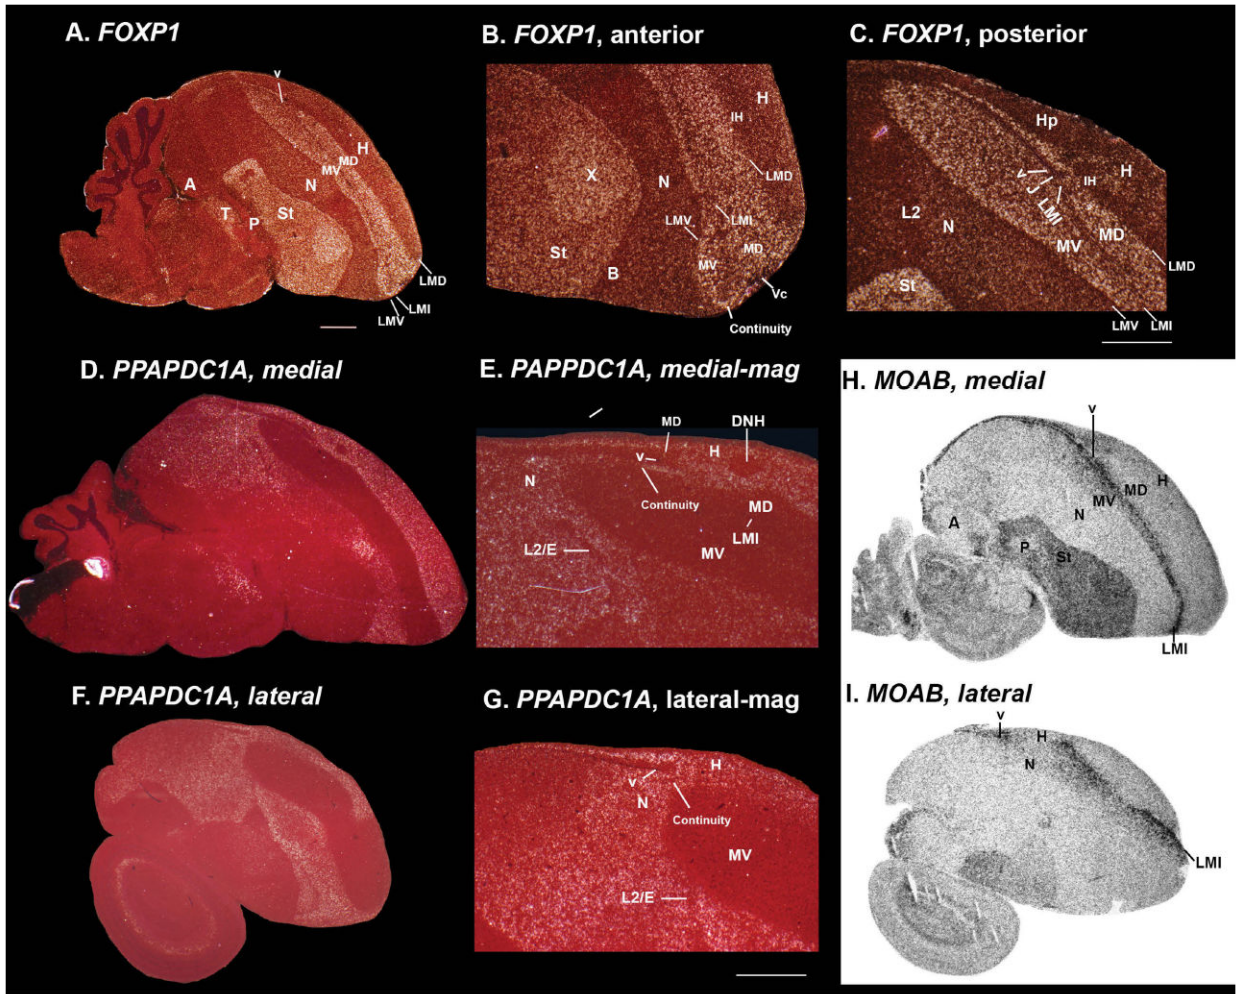 A. FOXP1
v
H
MD
MV
A
N
T
P
St
LMD
LMI
LMV
B. FOXP1, anterior
H
IH
X
N
LMD
LMV
LMI
St
MD
MV
B
Vc
Continuity
C. FOXP1, posterior
Hp
v
IH
H
LMI
L2
N
MV
MD
LMD
St
LMV
LMI
D. PPAPDC1A, medial
E. PAPPDC1A, medial-mag
MD
DNH
v
H
N
Continuity
MD
LMI
L2/E
MV
H. MOAB, medial
v
H
MD
MV
N
A
P
St
LMI
F. PPAPDC1A, lateral
G. PPAPDC1A, lateral-mag
H
v
N
Continuity
MV
L2/E
I. MOAB, lateral
v
H
N
LMI